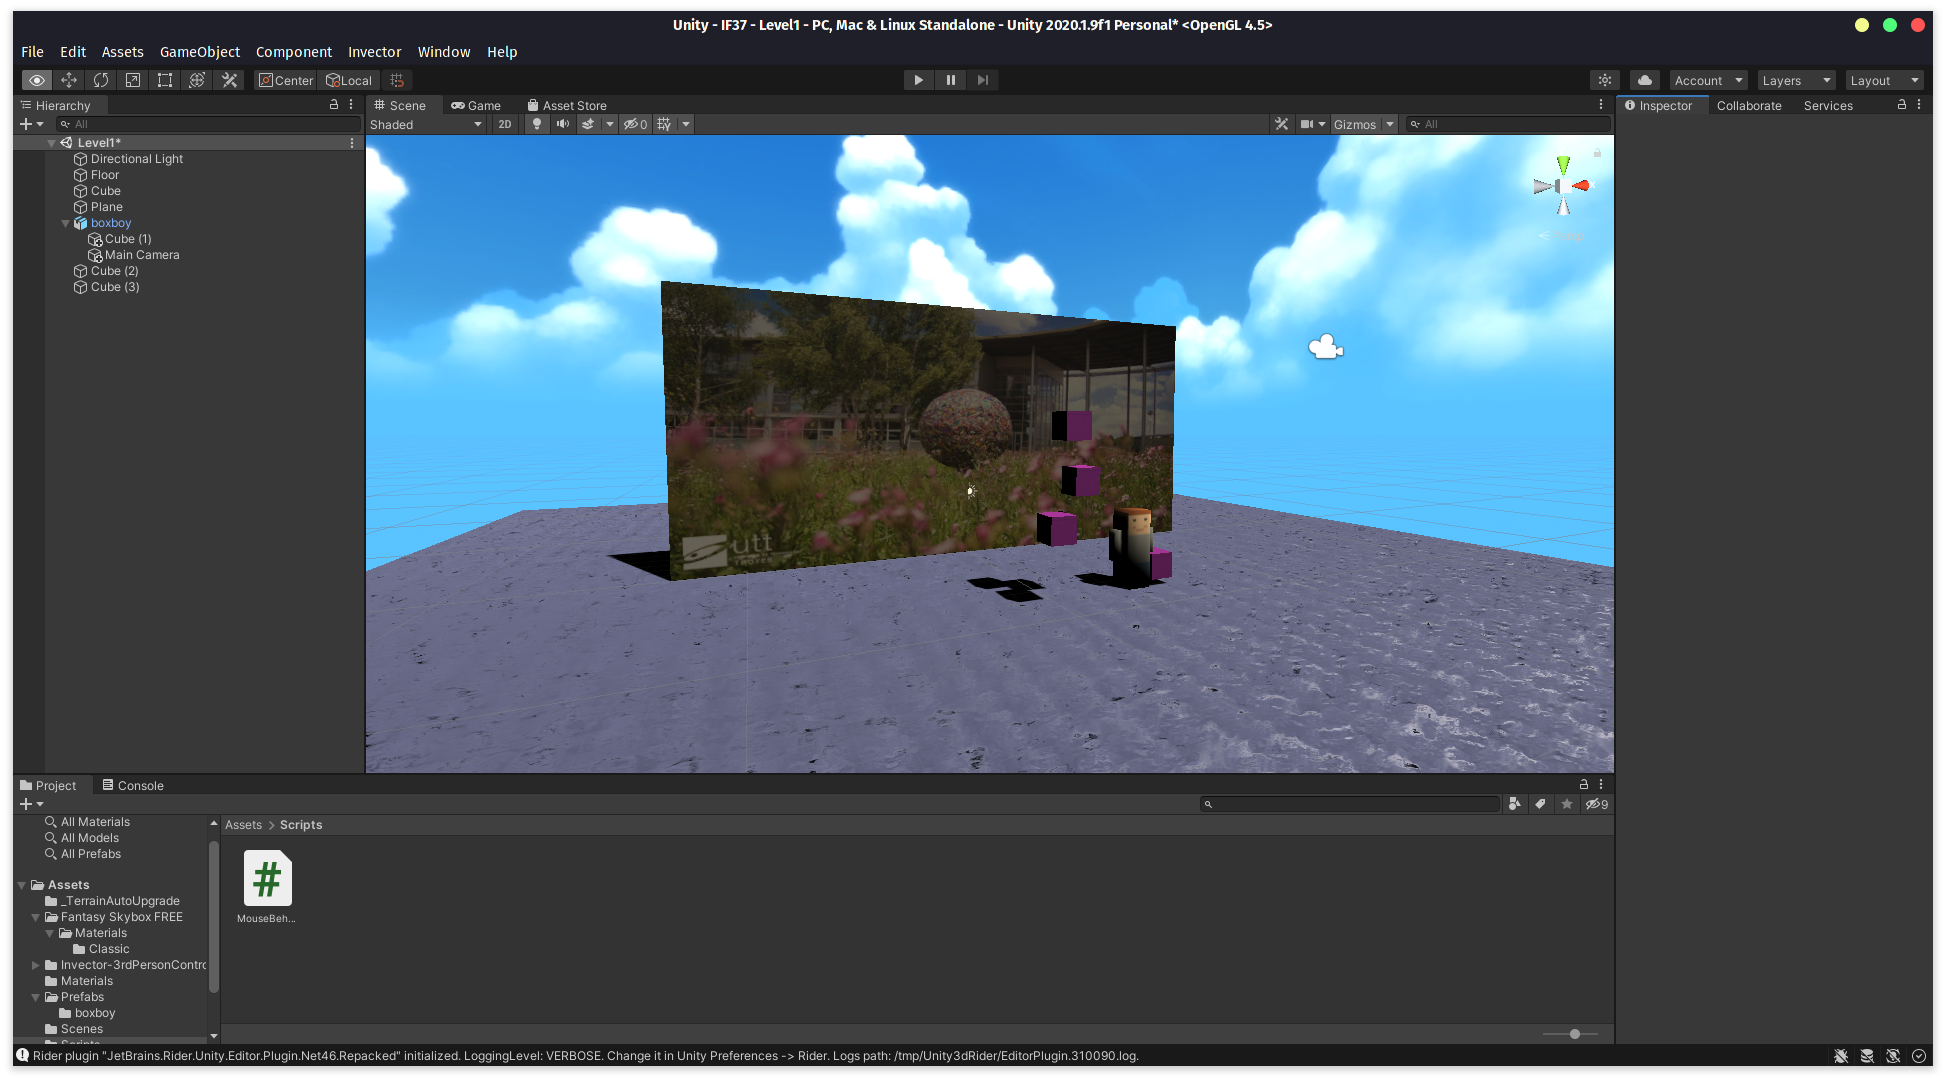 Unity - IF37 - Level1 - PC, Mac & Linux Standalone - Unity 2020.1.9f1 Personal* <OpenGL 4.5>
File Edit Assets GameObject Component Invector Window Help
Center Local Account Layers Layout
Hierarchy
All
Level1*
Directional Light
Floor
Cube
Plane
boxboy
Cube (1)
Main Camera
Cube (2)
Cube (3)
Scene Game Asset Store
Shaded 2D 0 Gizmos All
utt
TROYES
Inspector Collaborate Services
Project Console
9
All Materials
All Models
All Prefabs
Assets
_TerrainAutoUpgrade
Fantasy Skybox FREE
Materials
Classic
Invector-3rdPersonContro
Materials
Prefabs
boxboy
Scenes
Scripts
Assets > Scripts
#
MouseBeh...
Rider plugin "JetBrains.Rider.Unity.Editor.Plugin.Net46.Repacked" initialized. LoggingLevel: VERBOSE. Change it in Unity Preferences -> Rider. Logs path: /tmp/Unity3dRider/EditorPlugin.310090.log.